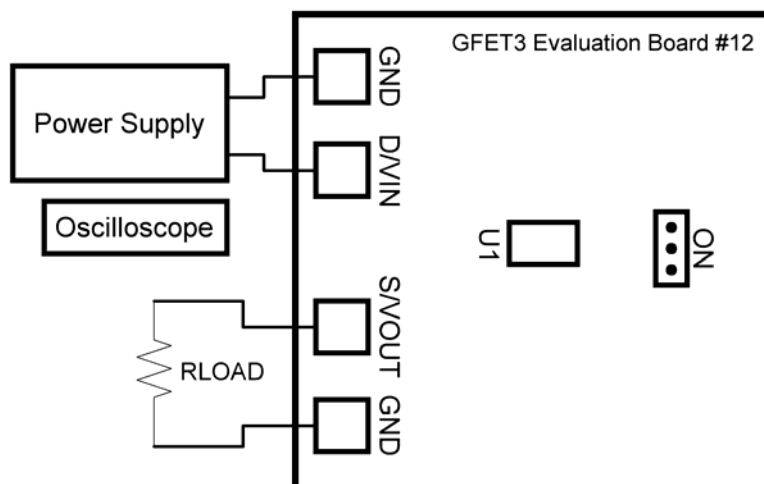 GFET3 Evaluation Board #12
GND
Power Supply
D/VIN
Oscilloscope
U1
ON
S/VOUT
RLOAD
GND